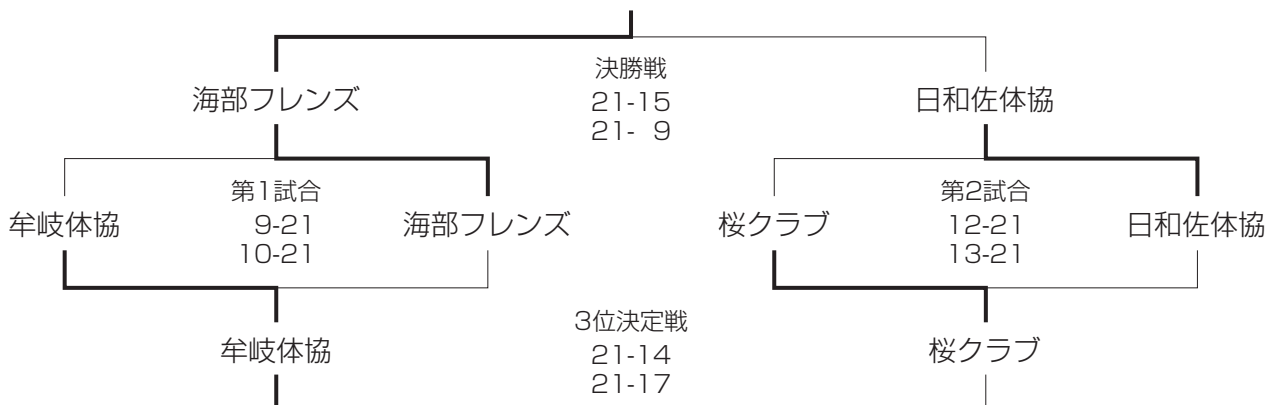 決勝戦
海部フレンズ
21-15
日和佐体協
21- 9
第1試合
第2試合
牟岐体協
9-21
海部フレンズ
桜クラブ
12-21
日和佐体協
10-21
13-21
3位決定戦
牟岐体協
21-14
桜クラブ
21-17